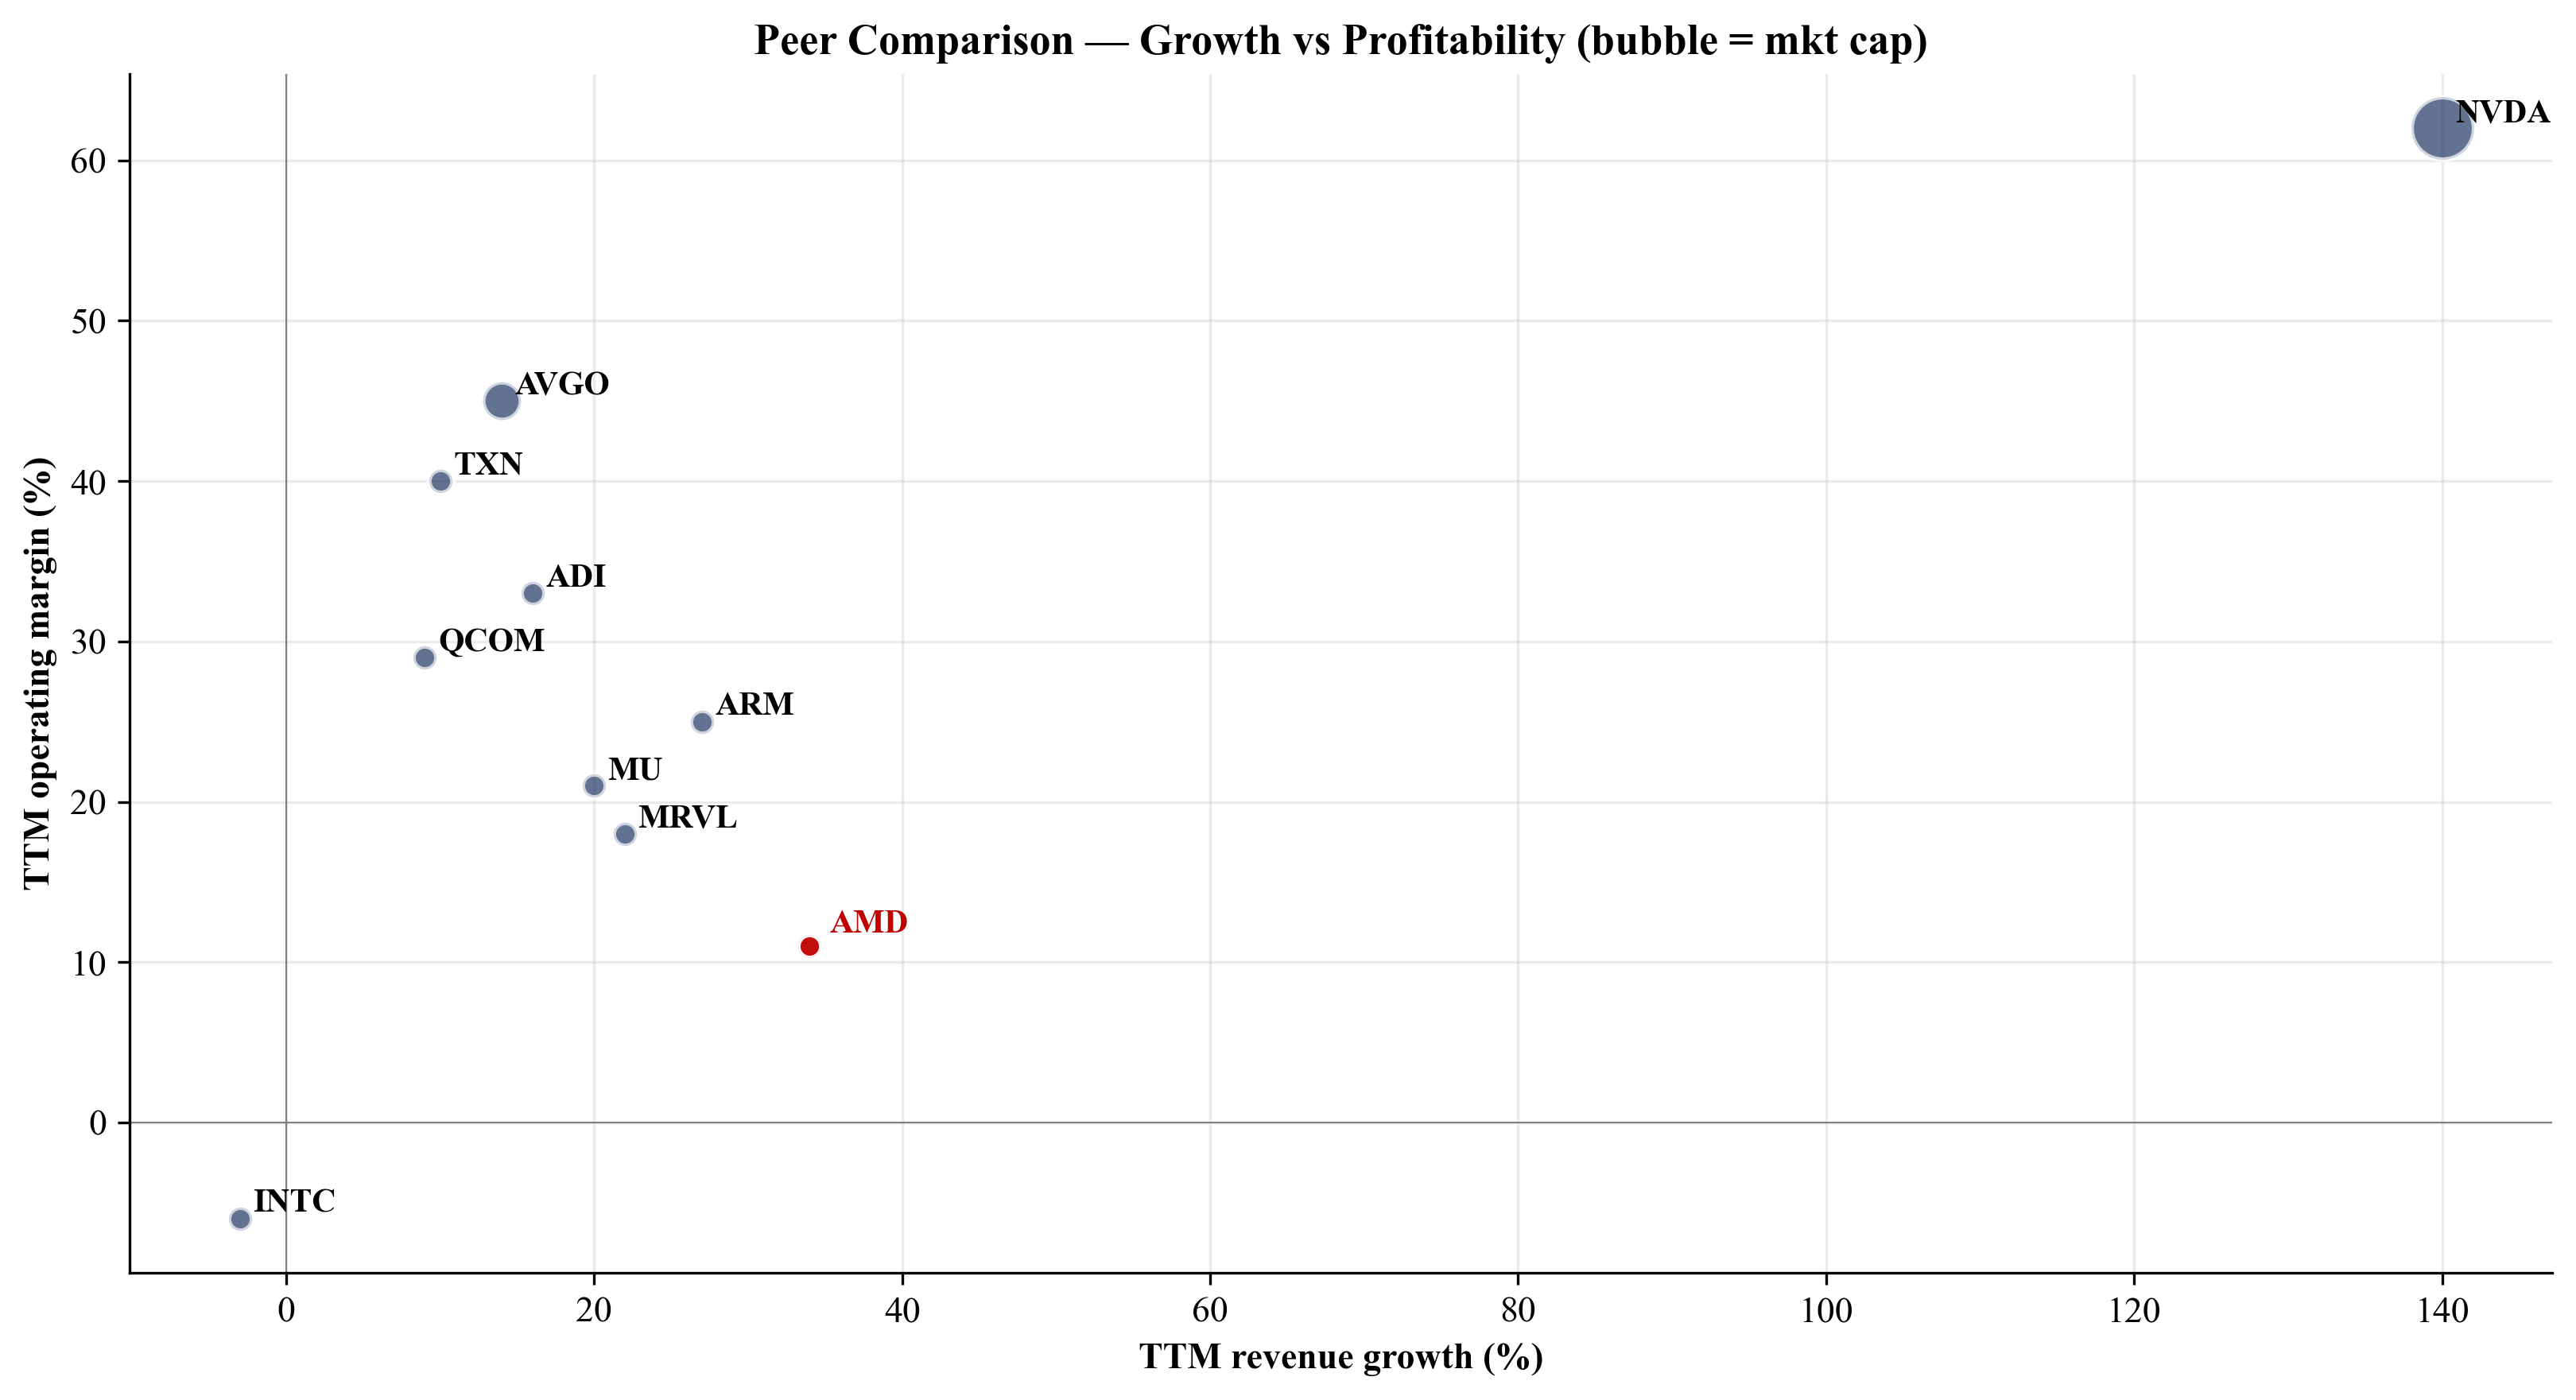 Peer Comparison — Growth vs Profitability (bubble = mkt cap)
NVDA
60
50
AVGO
TXN
40
ADI
QCOM
30
ARM
MU
20
MRVL
AMD
10
0
INTC
TTM operating margin (%)
0 20 40 60 80 100 120 140
TTM revenue growth (%)